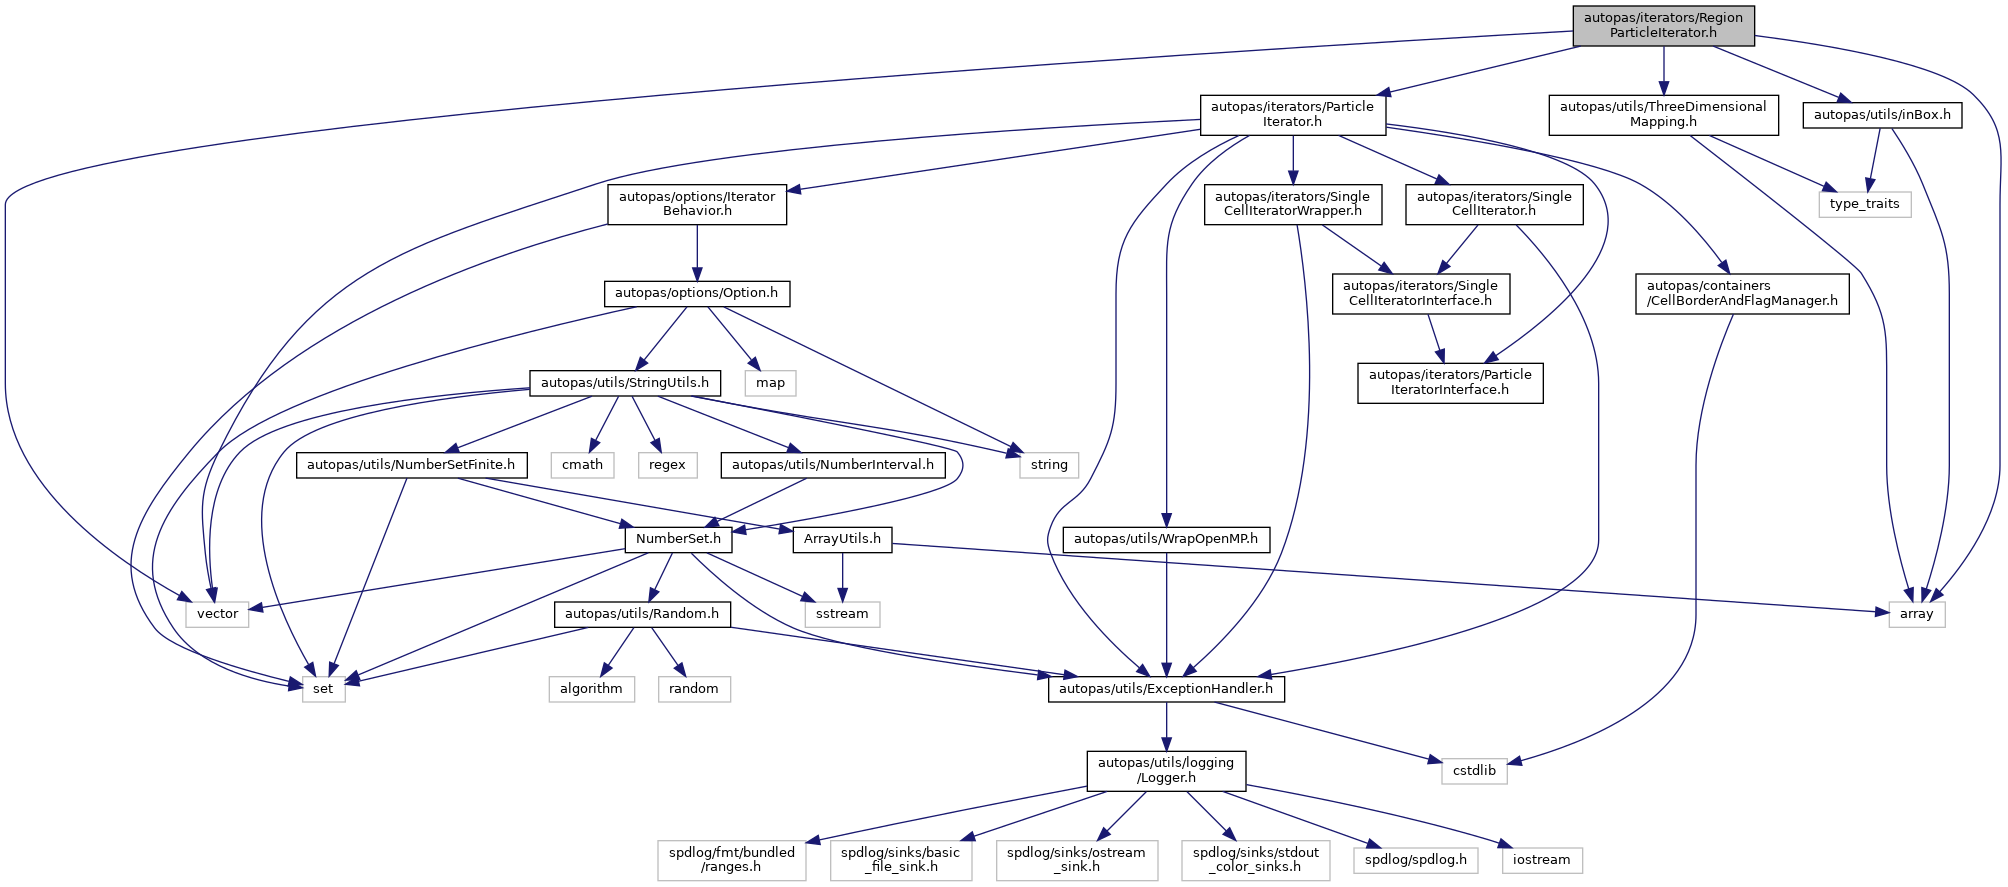 autopas/iterators/Region
ParticleIterator.h
autopas/iterators/Particle
Iterator.h
autopas/utils/ThreeDimensional
Mapping.h
autopas/utils/inBox.h
autopas/options/Iterator
Behavior.h
autopas/iterators/Single
CellIteratorWrapper.h
autopas/iterators/Single
CellIterator.h
type_traits
autopas/options/Option.h
autopas/iterators/Single
CellIteratorInterface.h
autopas/containers
/CellBorderAndFlagManager.h
autopas/utils/StringUtils.h
map
autopas/iterators/Particle
IteratorInterface.h
autopas/utils/NumberSetFinite.h
cmath
regex
autopas/utils/NumberInterval.h
string
NumberSet.h
ArrayUtils.h
autopas/utils/WrapOpenMP.h
vector
autopas/utils/Random.h
sstream
array
set
algorithm
random
autopas/utils/ExceptionHandler.h
autopas/utils/logging
/Logger.h
cstdlib
spdlog/fmt/bundled
/ranges.h
spdlog/sinks/basic
_file_sink.h
spdlog/sinks/ostream
_sink.h
spdlog/sinks/stdout
_color_sinks.h
spdlog/spdlog.h
iostream